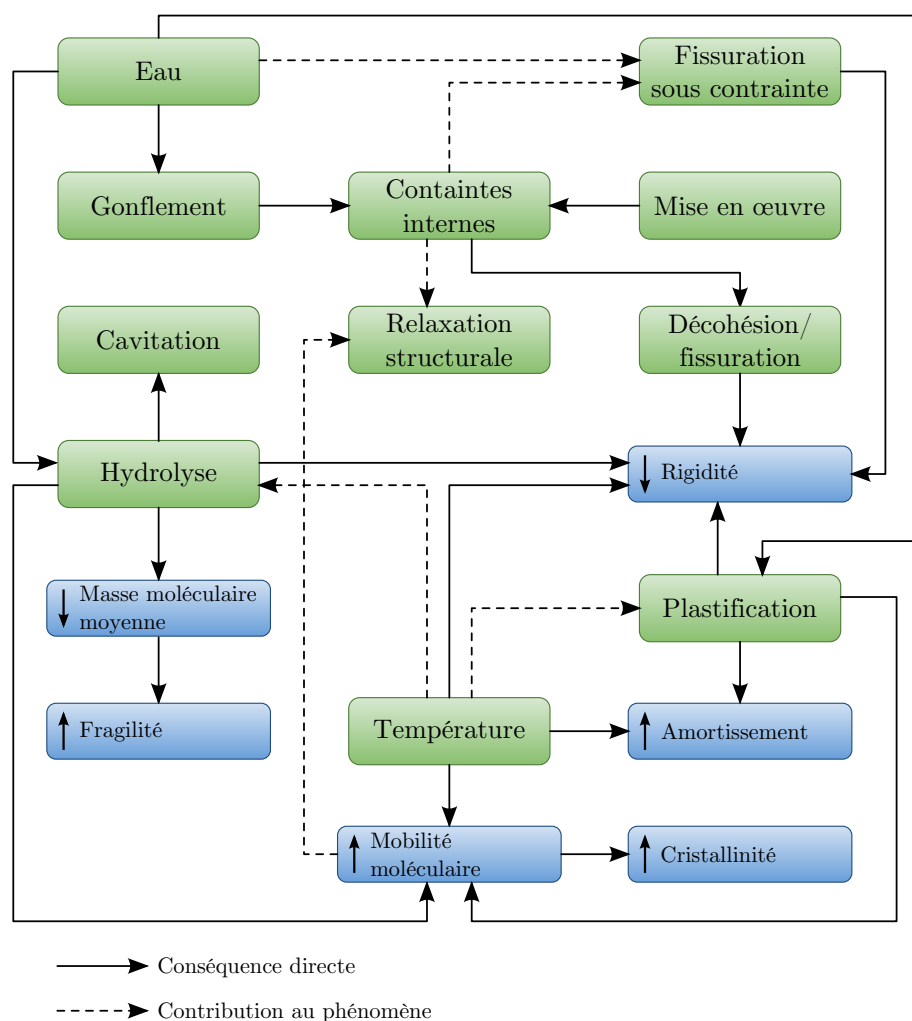 Eau
Fissuration
sous contrainte
Gonflement
Containtes
internes
Mise en œuvre
Cavitation
Relaxation
structurale
Décohésion/
fissuration
Hydrolyse
↓ Rigidité
↓ Masse moléculaire
moyenne
Plastification
↑ Fragilité
Température
↑ Amortissement
↑ Mobilité
moléculaire
↑ Cristallinité
Conséquence directe
Contribution au phénomène